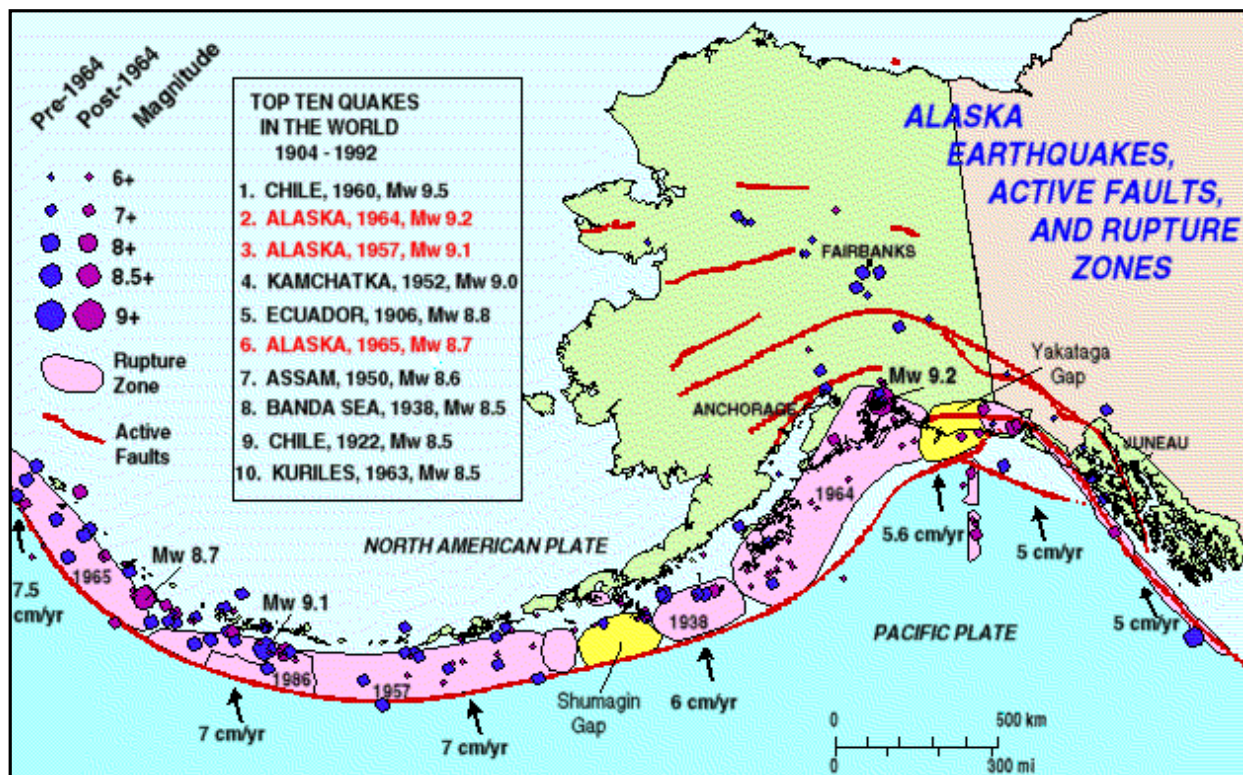 Pre-1964
Post-1964
Magnitude
6+
7+
8+
8.5+
9+
Rupture
Zone
Active
Faults
TOP TEN QUAKES
IN THE WORLD
1904 - 1992
1. CHILE, 1960, Mw 9.5
2. ALASKA, 1964, Mw 9.2
3. ALASKA, 1957, Mw 9.1
4. KAMCHATKA, 1952, Mw 9.0
5. ECUADOR, 1906, Mw 8.8
6. ALASKA, 1965, Mw 8.7
7. ASSAM, 1950, Mw 8.6
8. BANDA SEA, 1938, Mw 8.5
9. CHILE, 1922, Mw 8.5
10. KURILES, 1963, Mw 8.5
ALASKA
EARTHQUAKES,
ACTIVE FAULTS,
AND RUPTURE
ZONES
FAIRBANKS
Yakataga
Gap
Mw 9.2
ANCHORAGE
JUNEAU
1964
NORTH AMERICAN PLATE
5.6 cm/yr
5 cm/yr
Mw 8.7
1965
7.5
cm/yr
Mw 9.1
1938
PACIFIC PLATE
5 cm/yr
1986
1957
Shumagin
Gap
6 cm/yr
7 cm/yr
7 cm/yr
0 500 km
0 300 mi